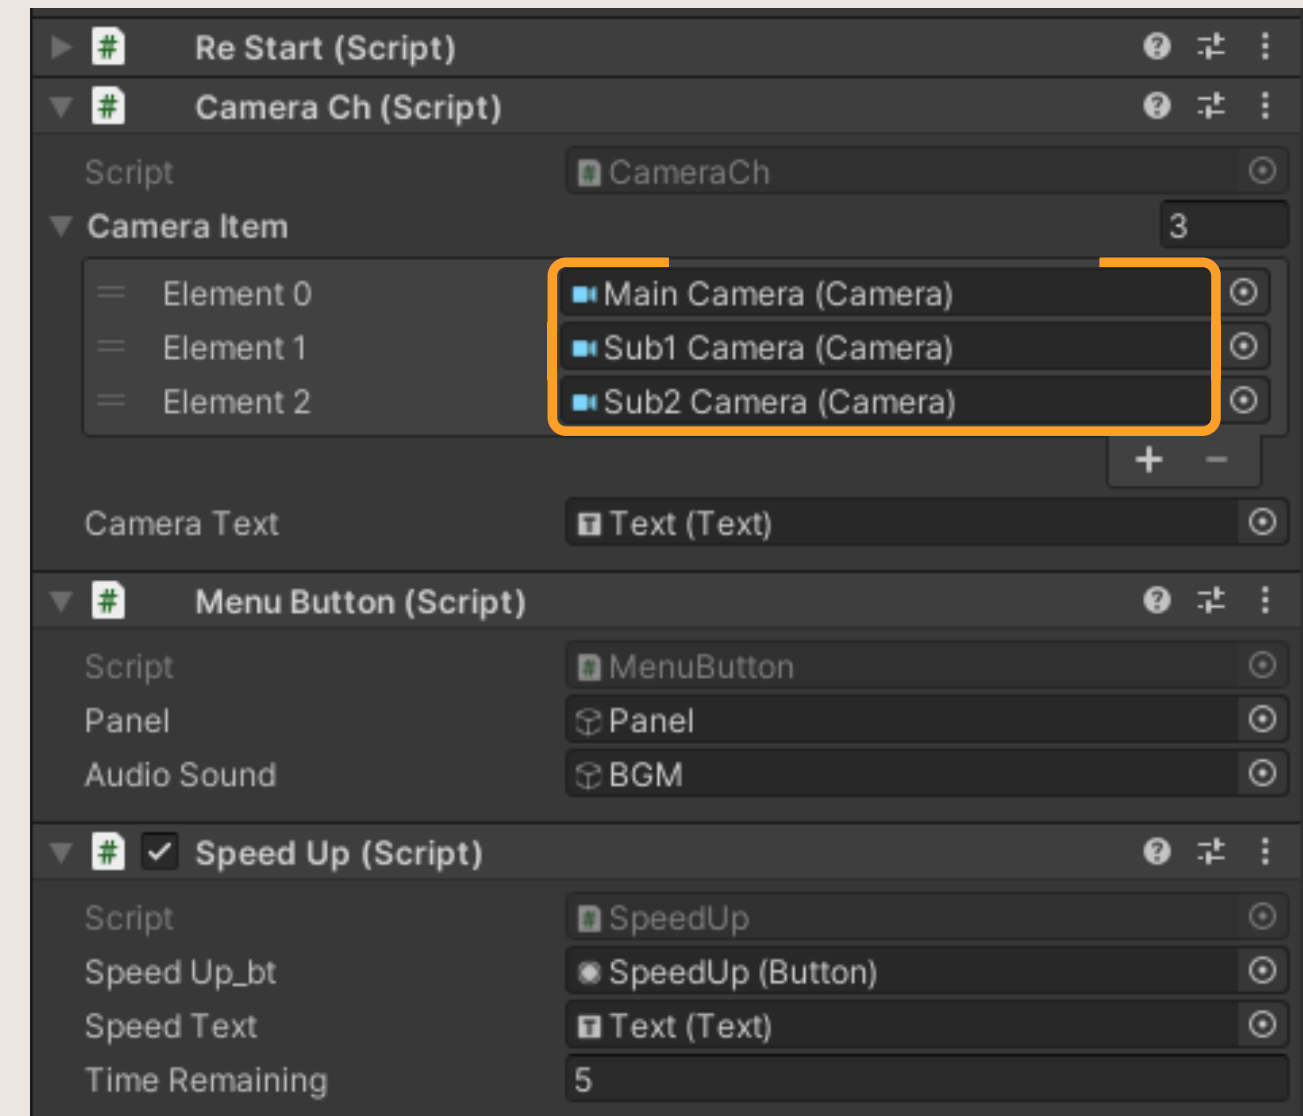 Re Start (Script)
Camera Ch (Script)
Script CameraCh
Camera Item 3
Element 0 Main Camera (Camera)
Element 1 Sub1 Camera (Camera)
Element 2 Sub2 Camera (Camera)
Camera Text Text (Text)
Menu Button (Script)
Script MenuButton
Panel Panel
Audio Sound BGM
Speed Up (Script)
Script SpeedUp
Speed Up_bt SpeedUp (Button)
Speed Text Text (Text)
Time Remaining 5